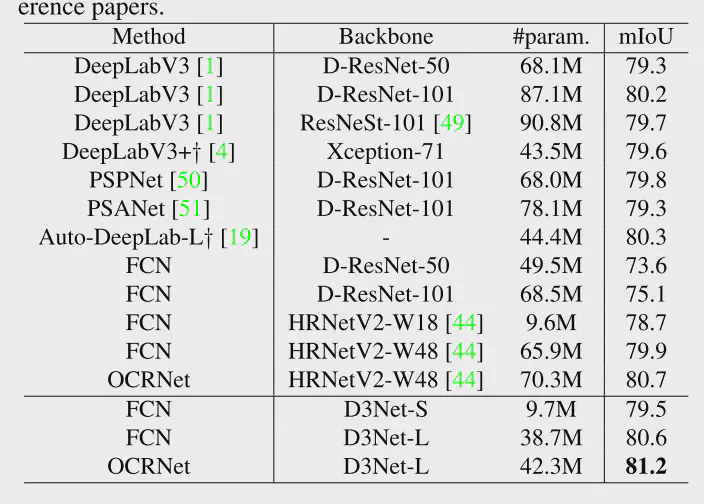 erence papers.
Method Backbone #param. mIoU
DeepLabV3 [1] D-ResNet-50 68.1M 79.3
DeepLabV3 [1] D-ResNet-101 87.1M 80.2
DeepLabV3 [1] ResNeSt-101 [49] 90.8M 79.7
DeepLabV3+† [4] Xception-71 43.5M 79.6
PSPNet [50] D-ResNet-101 68.0M 79.8
PSANet [51] D-ResNet-101 78.1M 79.3
Auto-DeepLab-L† [19] - 44.4M 80.3
FCN D-ResNet-50 49.5M 73.6
FCN D-ResNet-101 68.5M 75.1
FCN HRNetV2-W18 [44] 9.6M 78.7
FCN HRNetV2-W48 [44] 65.9M 79.9
OCRNet HRNetV2-W48 [44] 70.3M 80.7
FCN D3Net-S 9.7M 79.5
FCN D3Net-L 38.7M 80.6
OCRNet D3Net-L 42.3M 81.2